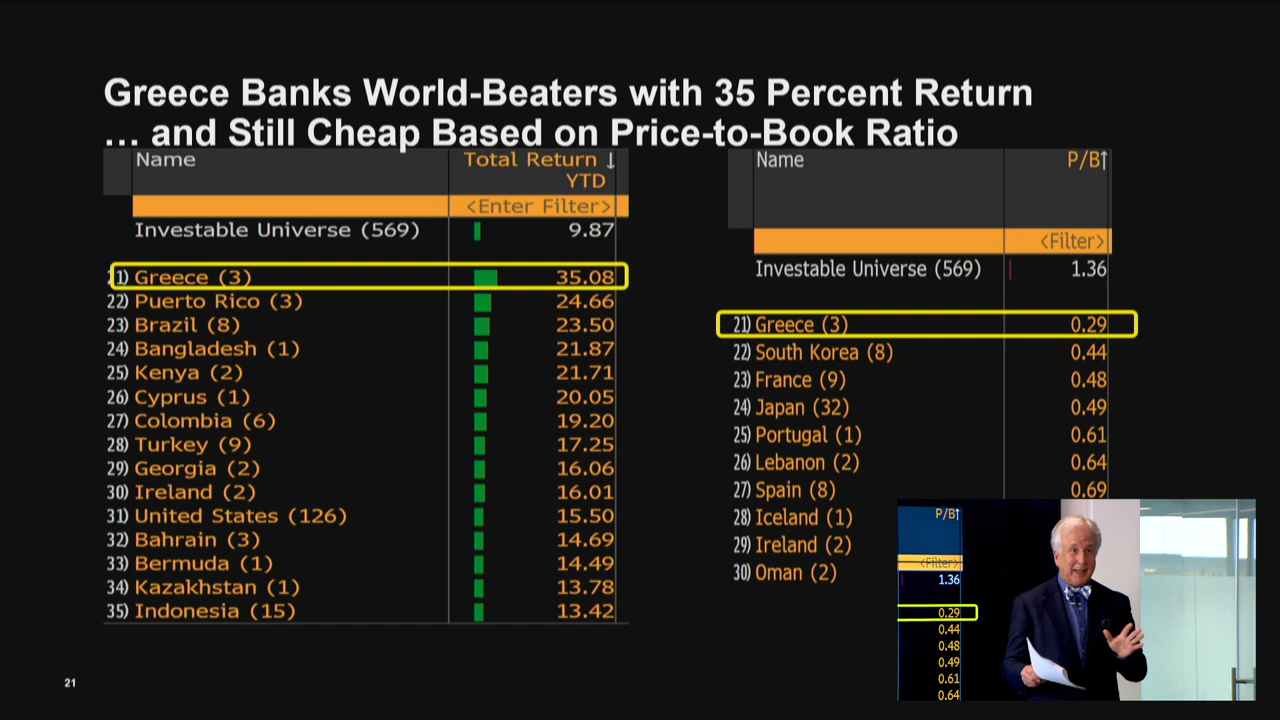 Greece Banks World-Beaters with 35 Percent Return
… and Still Cheap Based on Price-to-Book Ratio
Name Total Return ↓
YTD
<Enter Filter>
Investable Universe (569) 9.87
21) Greece (3) 35.08
22) Puerto Rico (3) 24.66
23) Brazil (8) 23.50
24) Bangladesh (1) 21.87
25) Kenya (2) 21.71
26) Cyprus (1) 20.05
27) Colombia (6) 19.20
28) Turkey (9) 17.25
29) Georgia (2) 16.06
30) Ireland (2) 16.01
31) United States (126) 15.50
32) Bahrain (3) 14.69
33) Bermuda (1) 14.49
34) Kazakhstan (1) 13.78
35) Indonesia (15) 13.42
Name P/B↑
<Filter>
Investable Universe (569) 1.36
21) Greece (3) 0.29
22) South Korea (8) 0.44
23) France (9) 0.48
24) Japan (32) 0.49
25) Portugal (1) 0.61
26) Lebanon (2) 0.64
27) Spain (8) 0.69
28) Iceland (1)
29) Ireland (2)
30) Oman (2)
P/B↑
<Filter>
1.36
0.29
0.44
0.48
0.49
0.61
0.64
21